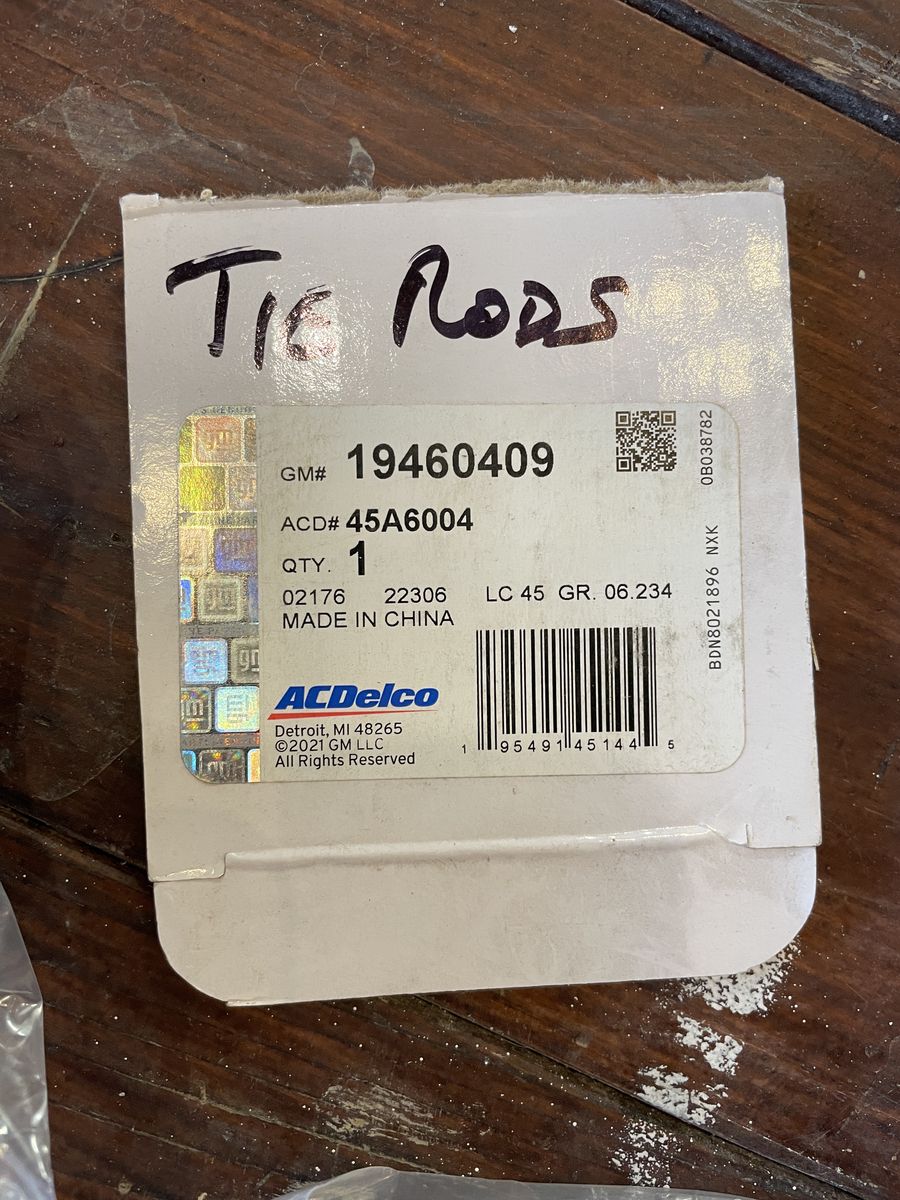 TIE RODS
GM# 19460409
ACD# 45A6004
QTY. 1
02176 22306 LC 45 GR. 06.234
MADE IN CHINA
ACDelco
Detroit, MI 48265
©2021 GM LLC
All Rights Reserved
1 95491 45144 5
0B038782
BDN8021896 NXK
gm